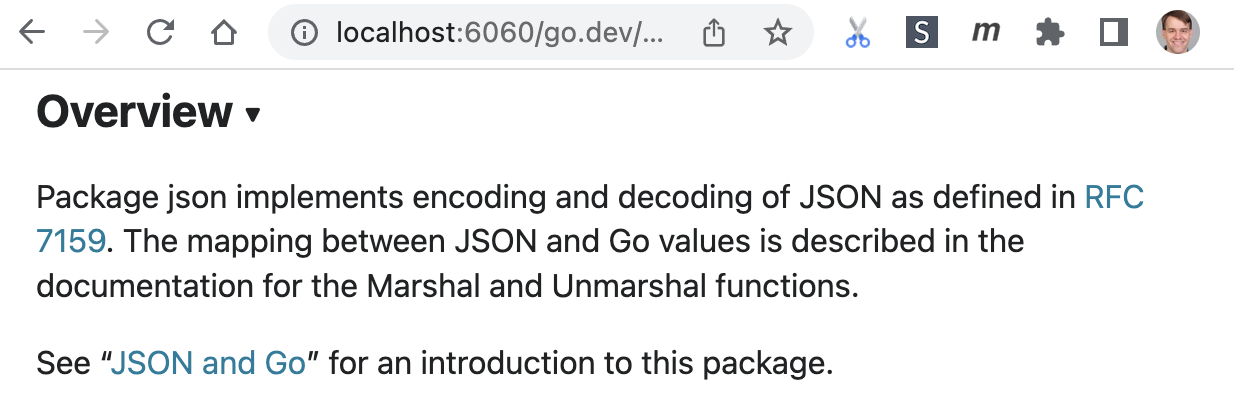 localhost:6060/go.dev/...
S
m
Overview ▾
Package json implements encoding and decoding of JSON as defined in RFC
7159. The mapping between JSON and Go values is described in the
documentation for the Marshal and Unmarshal functions.
See “JSON and Go” for an introduction to this package.